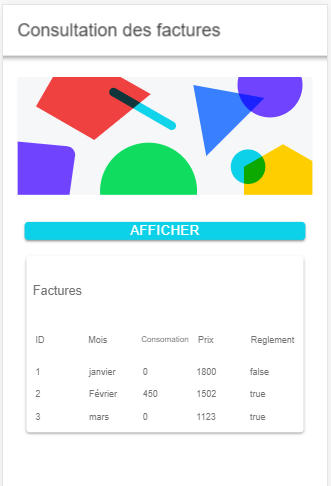 Consultation des factures
AFFICHER
Factures
ID Mois Consomation Prix Reglement
1 janvier 0 1800 false
2 Février 450 1502 true
3 mars 0 1123 true